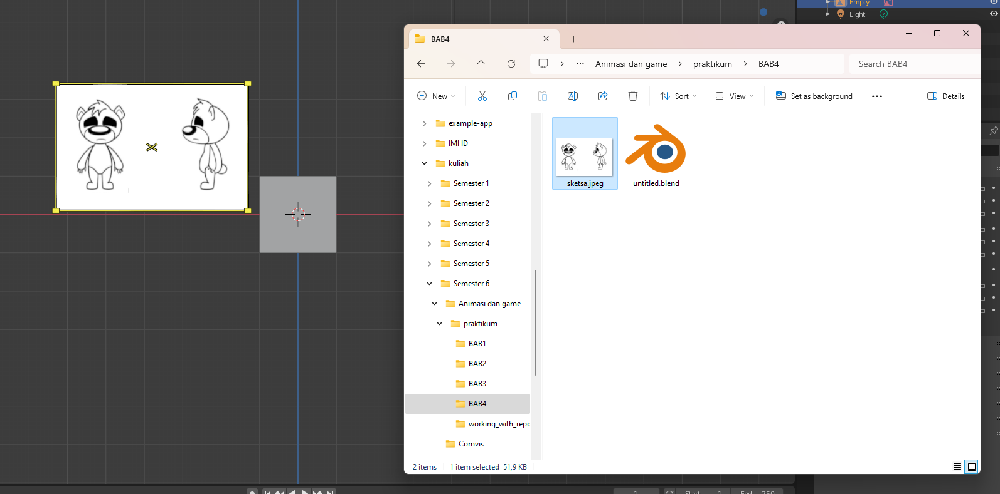 Empty
Light
BAB4
Animasi dan game
praktikum
BAB4
Search BAB4
New
Sort
View
Set as background
Details
example-app
IMHD
kuliah
Semester 1
Semester 2
Semester 3
Semester 4
Semester 5
Semester 6
Animasi dan game
praktikum
BAB1
BAB2
BAB3
BAB4
working_with_repo
Comvis
sketsa.jpeg
untitled.blend
2 items
1 item selected 51,9 KB
1
Start 1
End 250